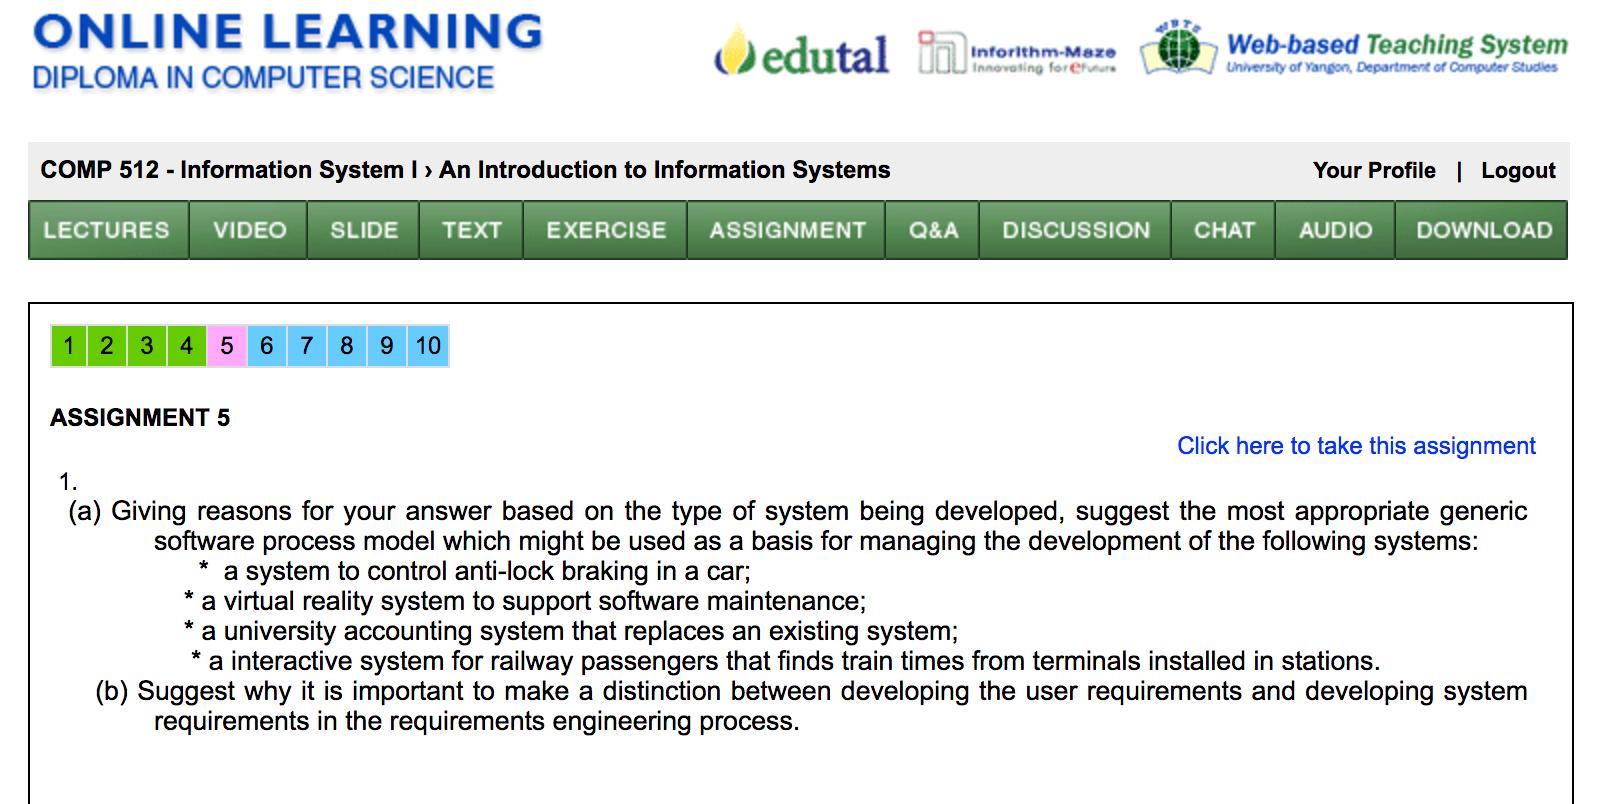 ONLINE LEARNING
DIPLOMA IN COMPUTER SCIENCE
edutal
Inforithm-Maze
Innovating for eFuture
WBTS
Web-based Teaching System
University of Yangon, Department of Computer Studies
COMP 512 - Information System I › An Introduction to Information Systems
Your Profile | Logout
LECTURES VIDEO SLIDE TEXT EXERCISE ASSIGNMENT Q&A DISCUSSION CHAT AUDIO DOWNLOAD
1 2 3 4 5 6 7 8 9 10
ASSIGNMENT 5
Click here to take this assignment
1.
(a) Giving reasons for your answer based on the type of system being developed, suggest the most appropriate generic
software process model which might be used as a basis for managing the development of the following systems:
* a system to control anti-lock braking in a car;
* a virtual reality system to support software maintenance;
* a university accounting system that replaces an existing system;
* a interactive system for railway passengers that finds train times from terminals installed in stations.
(b) Suggest why it is important to make a distinction between developing the user requirements and developing system
requirements in the requirements engineering process.